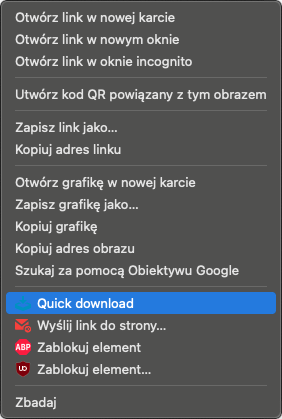 Otwórz link w nowej karcie
Otwórz link w nowym oknie
Otwórz link w oknie incognito
Utwórz kod QR powiązany z tym obrazem
Zapisz link jako...
Kopiuj adres linku
Otwórz grafikę w nowej karcie
Zapisz grafikę jako...
Kopiuj grafikę
Kopiuj adres obrazu
Szukaj za pomocą Obiektywu Google
Quick download
Wyślij link do strony...
ABP Zablokuj element
UO Zablokuj element...
Zbadaj